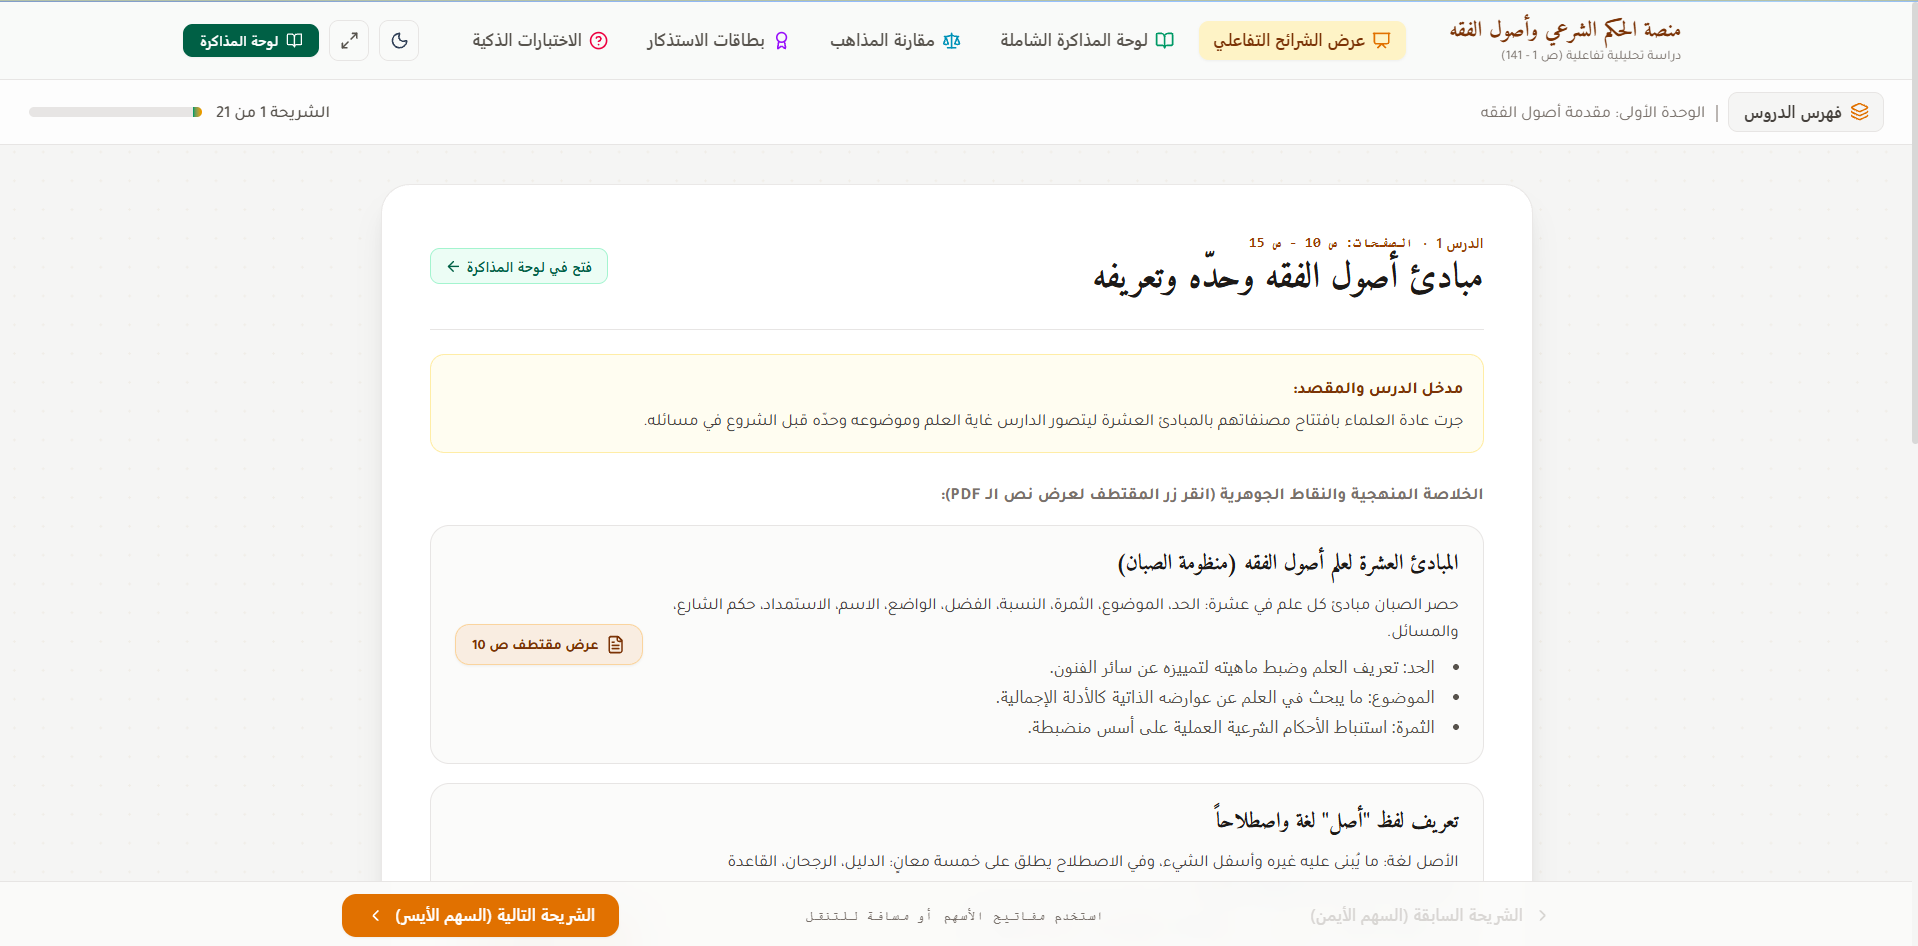 منصة الحكم الشرعي وأصول الفقه
دراسة تحليلية تفاعلية (ص 1 - 141)
عرض الشرائح التفاعلي
لوحة المذاكرة الشاملة
مقارنة المذاهب
بطاقات الاستذكار
الاختبارات الذكية
لوحة المذاكرة
فهرس الدروس
| الوحدة الأولى: مقدمة أصول الفقه
الشريحة 1 من 21
الدرس 1 · الصفحات: ص 10 - ص 15
مبادئ أصول الفقه وحدّه وتعريفه
فتح في لوحة المذاكرة ←
مدخل الدرس والمقصد:
جرت عادة العلماء بافتتاح مصنفاتهم بالمبادئ العشرة ليتصور الدارس غاية العلم وموضوعه وحدّه قبل الشروع في مسائله.
الخلاصة المنهجية والنقاط الجوهرية (انقر زر المقتطف لعرض نص الـ PDF):
المبادئ العشرة لعلم أصول الفقه (منظومة الصبان)
حصر الصبان مبادئ كل علم في عشرة: الحد، الموضوع، الثمرة، النسبة، الفضل، الواضع، الاسم، الاستمداد، حكم الشارع،
والمسائل.
• الحد: تعريف العلم وضبط ماهيته لتمييزه عن سائر الفنون.
• الموضوع: ما يبحث في العلم عن عوارضه الذاتية كالأدلة الإجمالية.
• الثمرة: استنباط الأحكام الشرعية العملية على أسس منضبطة.
عرض مقتطف ص 10
تعريف لفظ "أصل" لغة واصطلاحاً
الأصل لغة: ما يُبنى عليه غيره وأسفل الشيء، وفي الاصطلاح يطلق على خمسة معانٍ: الدليل، الرجحان، القاعدة
الشريحة السابقة (السهم الأيمن)
استخدم مفاتيح الأسهم أو مسافة للتنقل
الشريحة التالية (السهم الأيسر)